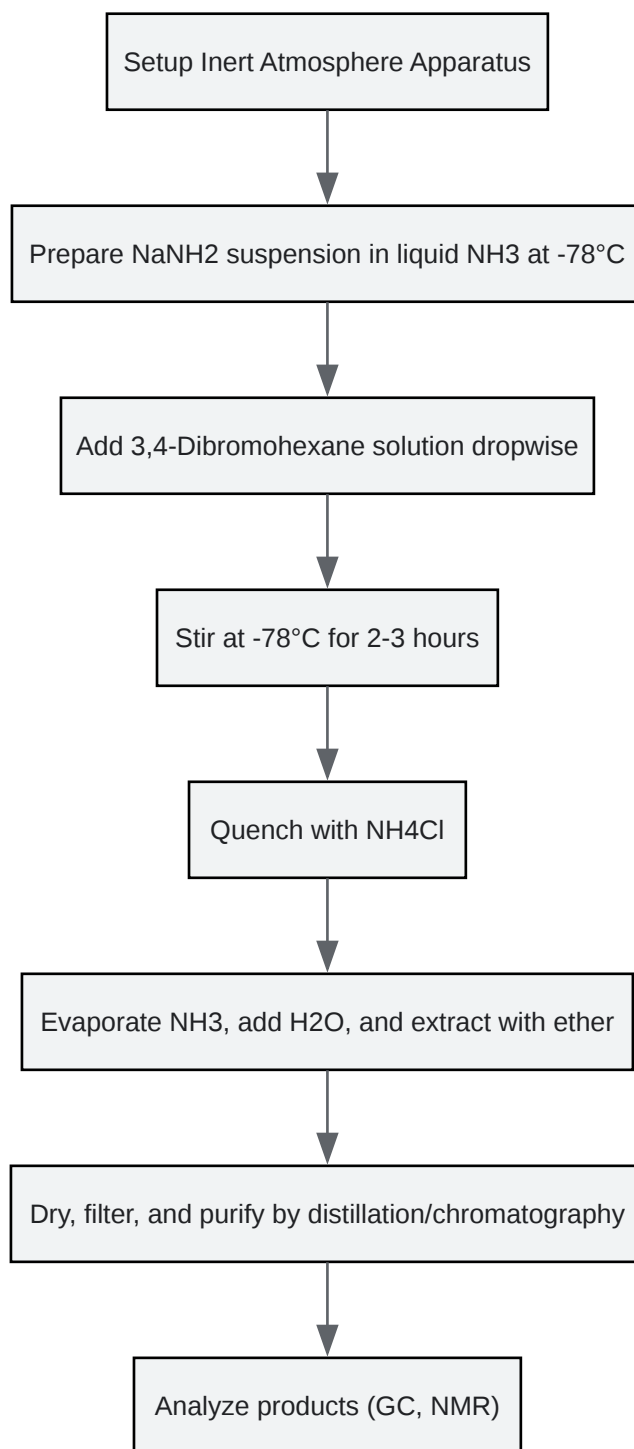 Setup Inert Atmosphere Apparatus
Prepare NaNH2 suspension in liquid NH3 at -78°C
Add 3,4-Dibromohexane solution dropwise
Stir at -78°C for 2-3 hours
Quench with NH4Cl
Evaporate NH3, add H2O, and extract with ether
Dry, filter, and purify by distillation/chromatography
Analyze products (GC, NMR)